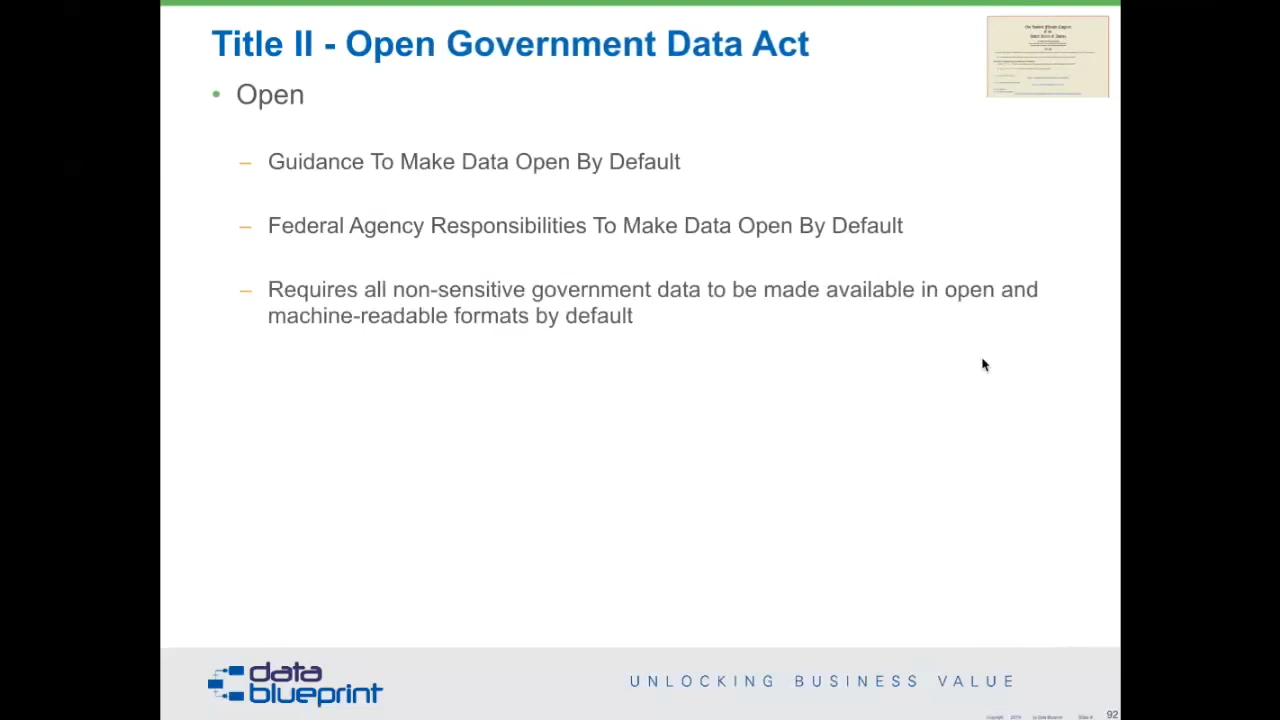 Title II - Open Government Data Act
• Open
– Guidance To Make Data Open By Default
– Federal Agency Responsibilities To Make Data Open By Default
– Requires all non-sensitive government data to be made available in open and
machine-readable formats by default
data
blueprint
UNLOCKING BUSINESS VALUE
92